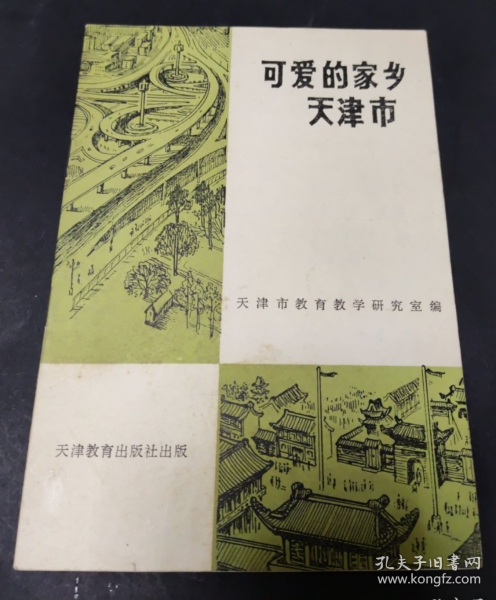 可爱的家乡
天津市
天津市教育教学研究室编
天津教育出版社出版
孔夫子旧书网
www.kongfz.com